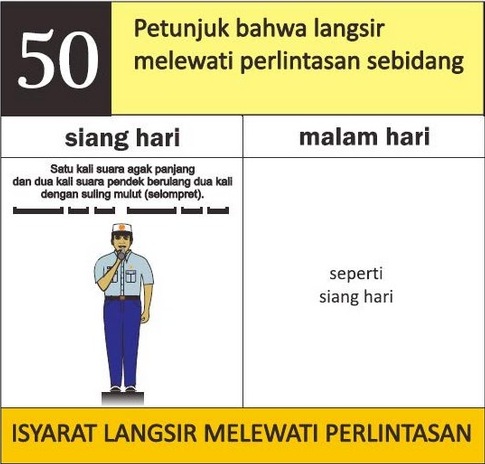 50
Petunjuk bahwa langsir
melewati perlintasan sebidang
siang hari
malam hari
Satu kali suara agak panjang
dan dua kali suara pendek berulang dua kali
dengan suling mulut (selompret).
seperti
siang hari
ISYARAT LANGSIR MELEWATI PERLINTASAN